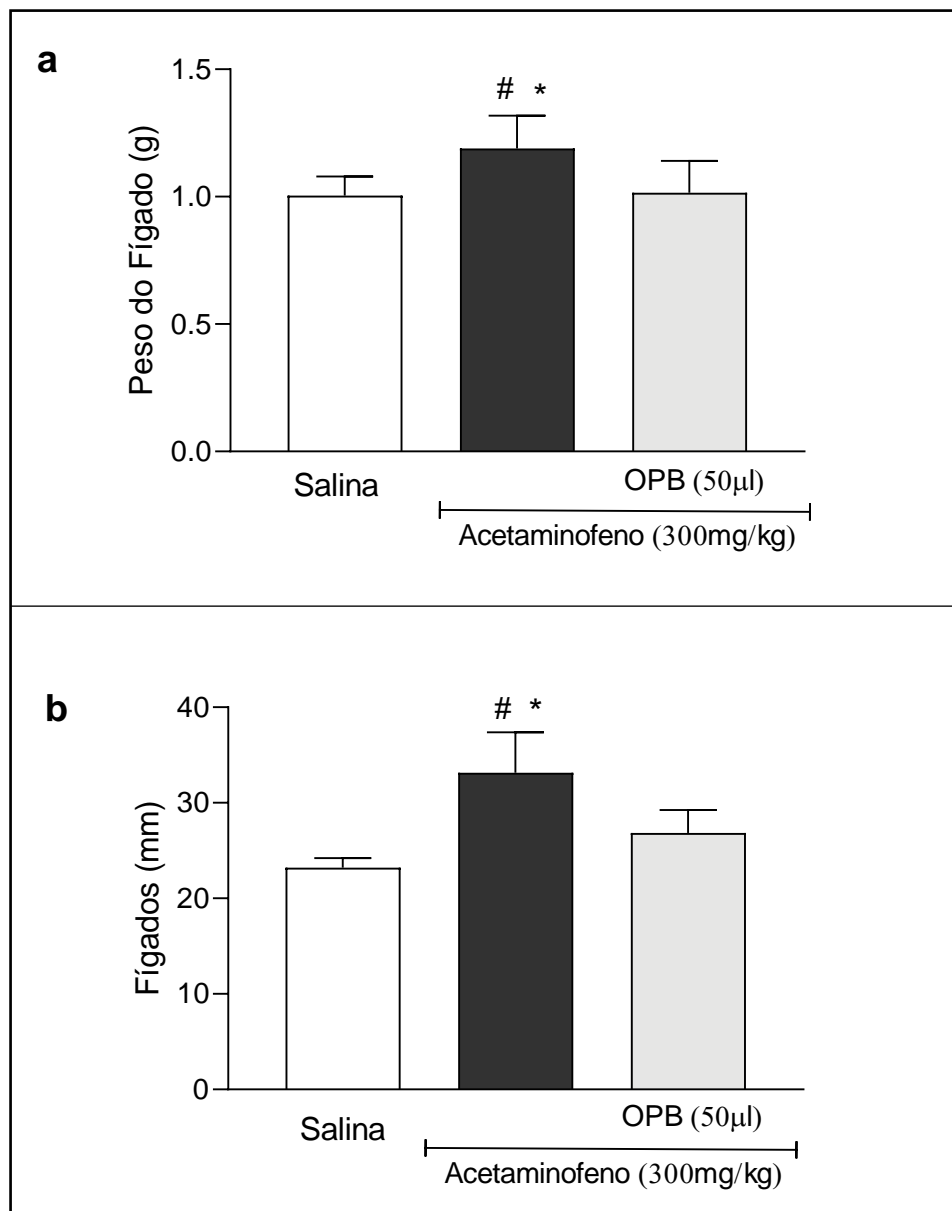 a
Peso do Fígado (g)
1.5
1.0
0.5
0.0
# *
Salina
OPB (50μl)
Acetaminofeno (300mg/kg)
b
Fígados (mm)
40
30
20
10
0
# *
Salina
OPB (50μl)
Acetaminofeno (300mg/kg)